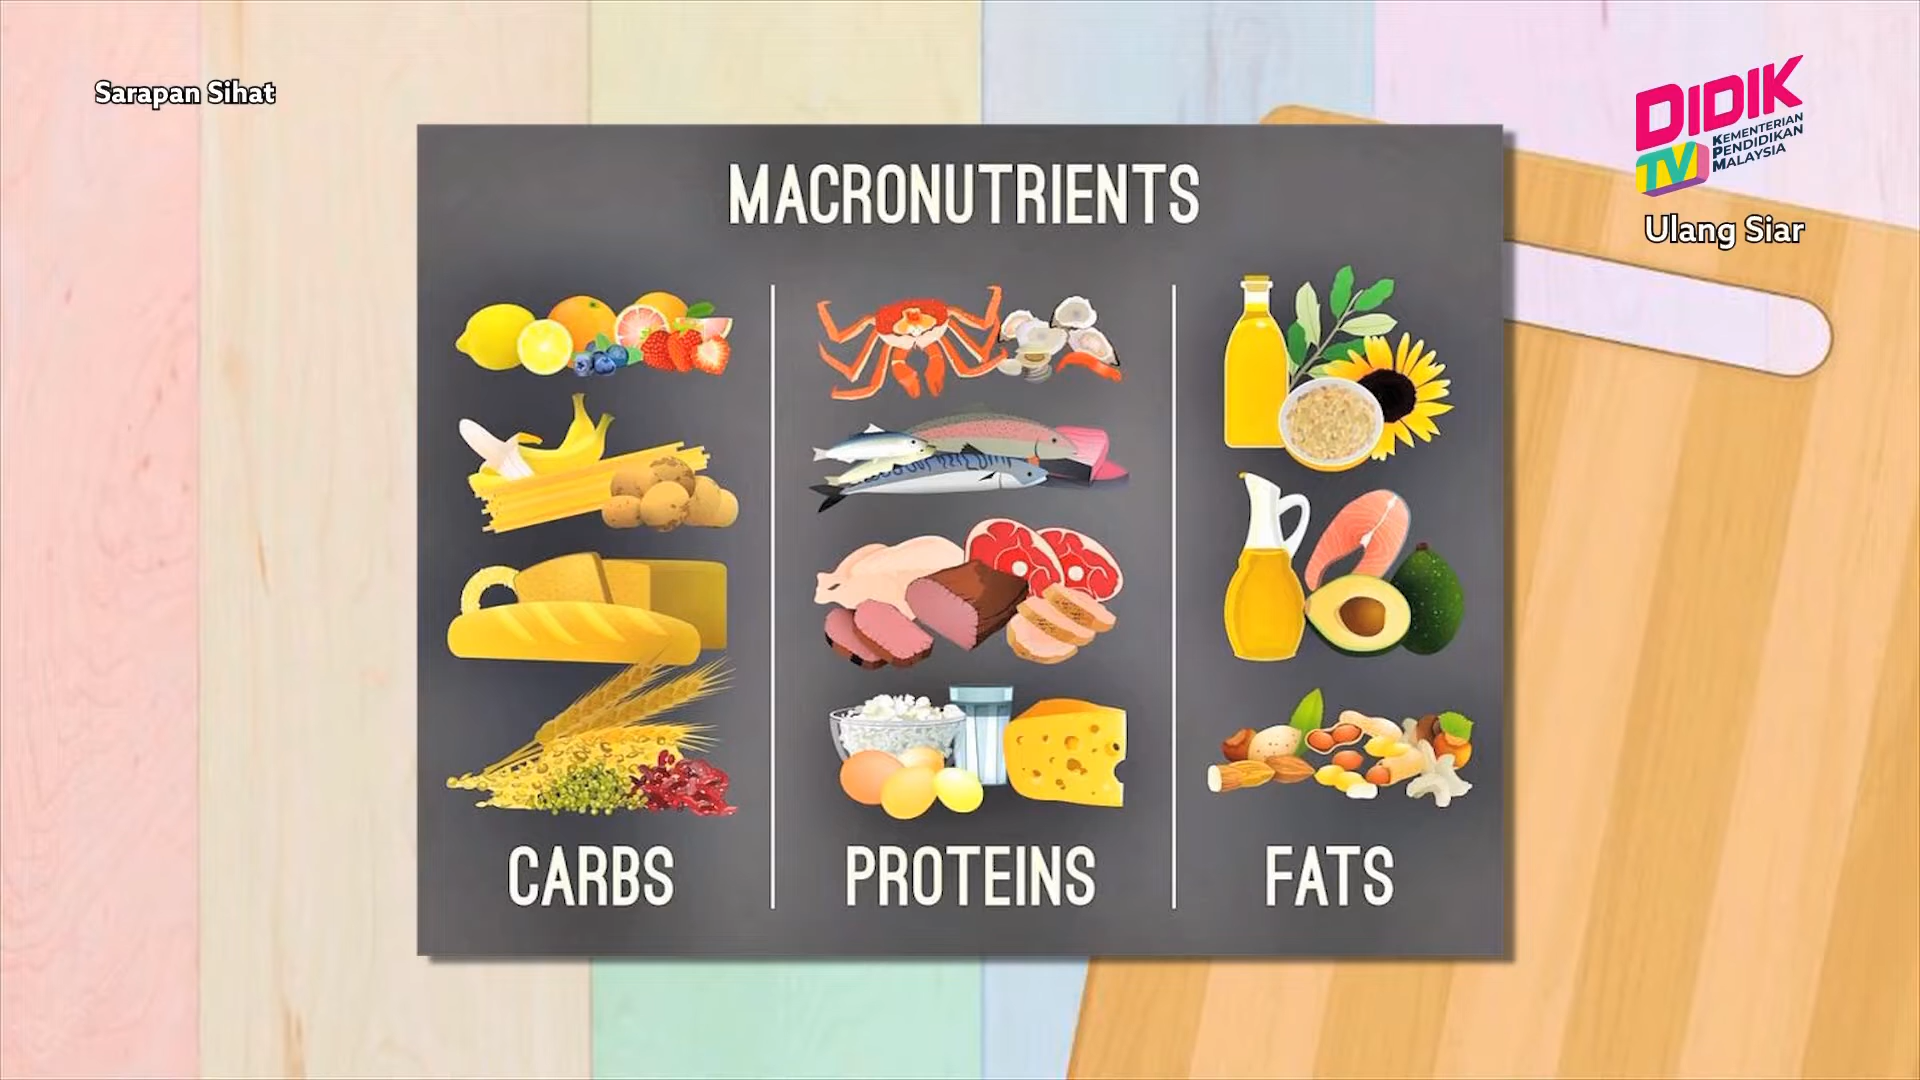 Sarapan Sihat
DIDIK
TV
KEMENTERIAN
PENDIDIKAN
MALAYSIA
Ulang Siar
MACRONUTRIENTS
CARBS
PROTEINS
FATS